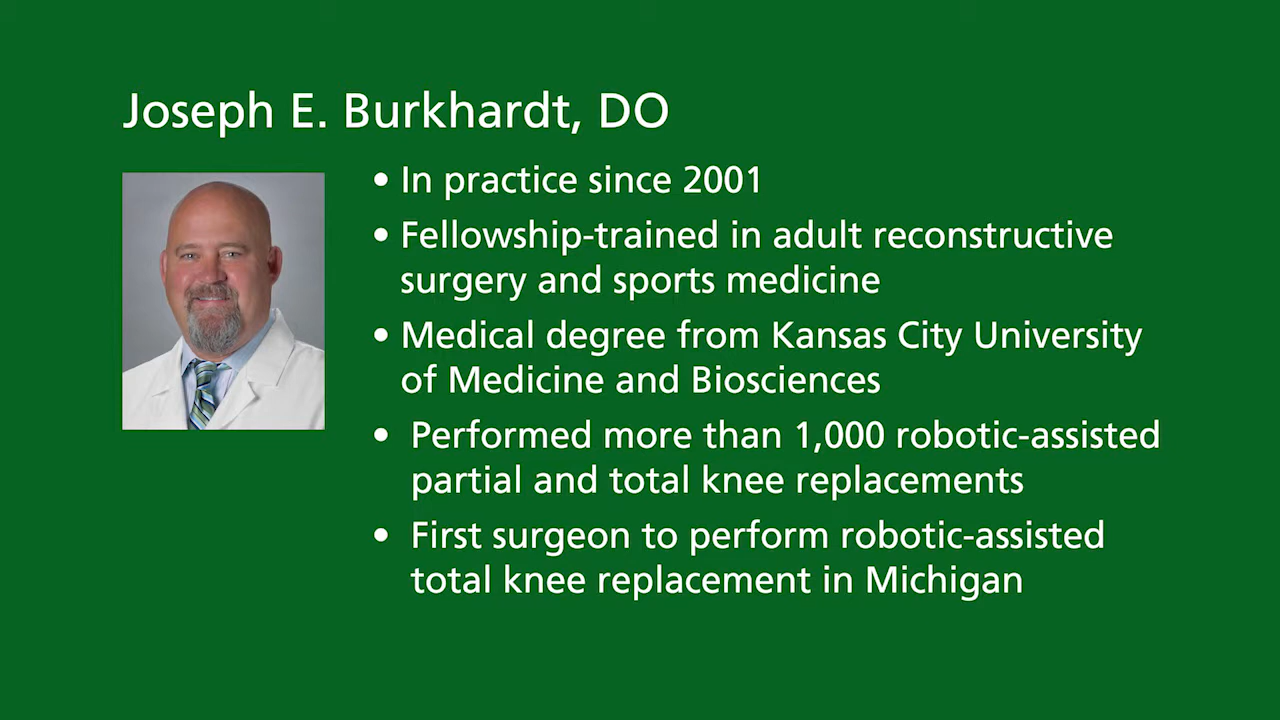 Joseph E. Burkhardt, DO
• In practice since 2001
• Fellowship-trained in adult reconstructive
surgery and sports medicine
• Medical degree from Kansas City University
of Medicine and Biosciences
• Performed more than 1,000 robotic-assisted
partial and total knee replacements
• First surgeon to perform robotic-assisted
total knee replacement in Michigan